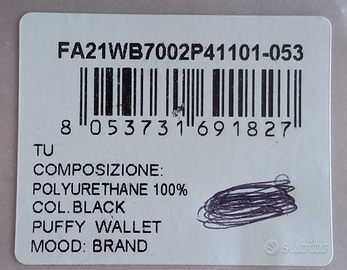 FA21WB7002P41101-053
8 053731 691827
TU
COMPOSIZIONE:
POLYURETHANE 100%
COL.BLACK
PUFFY WALLET
MOOD: BRAND
subito